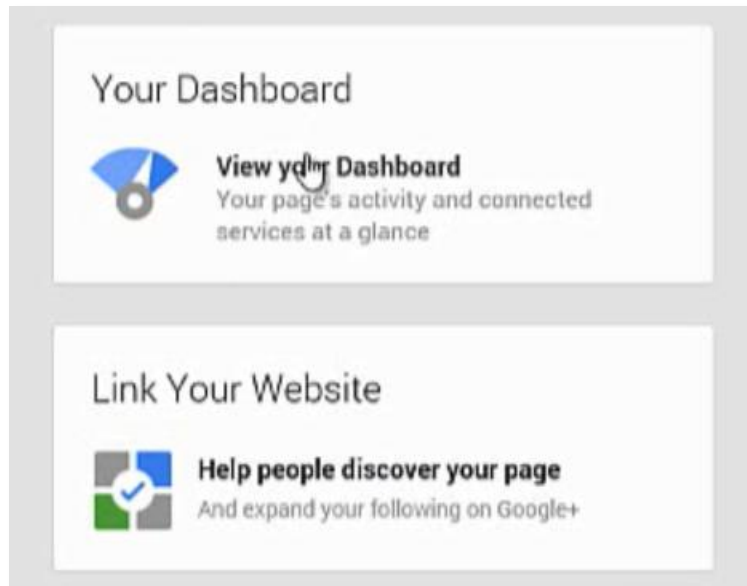 Your Dashboard
View your Dashboard
Your page's activity and connected
services at a glance
Link Your Website
Help people discover your page
And expand your following on Google+